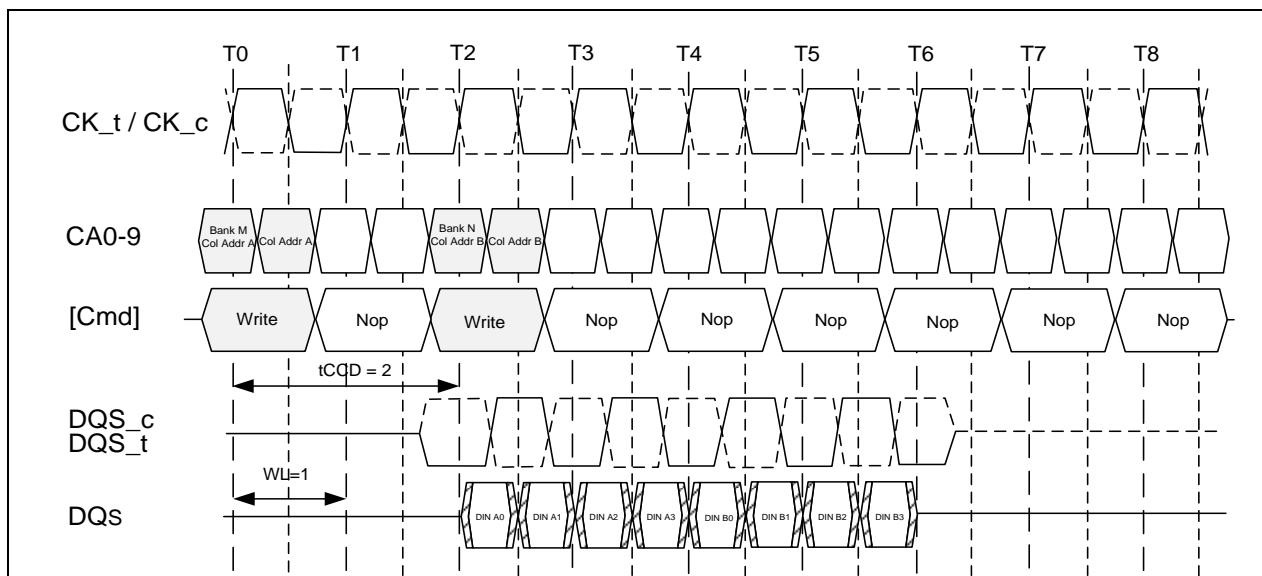 T0 T1 T2 T3 T4 T5 T6 T7 T8
CK_t / CK_c
CA0-9
Bank M
Col Addr A
Col Addr A
Bank N
Col Addr B
Col Addr B
[Cmd]
Write Nop Write Nop Nop Nop Nop Nop Nop
tCCD = 2
DQS_c
DQS_t
WL=1
DQs
DIN A0 DIN A1 DIN A2 DIN A3 DIN B0 DIN B1 DIN B2 DIN B3